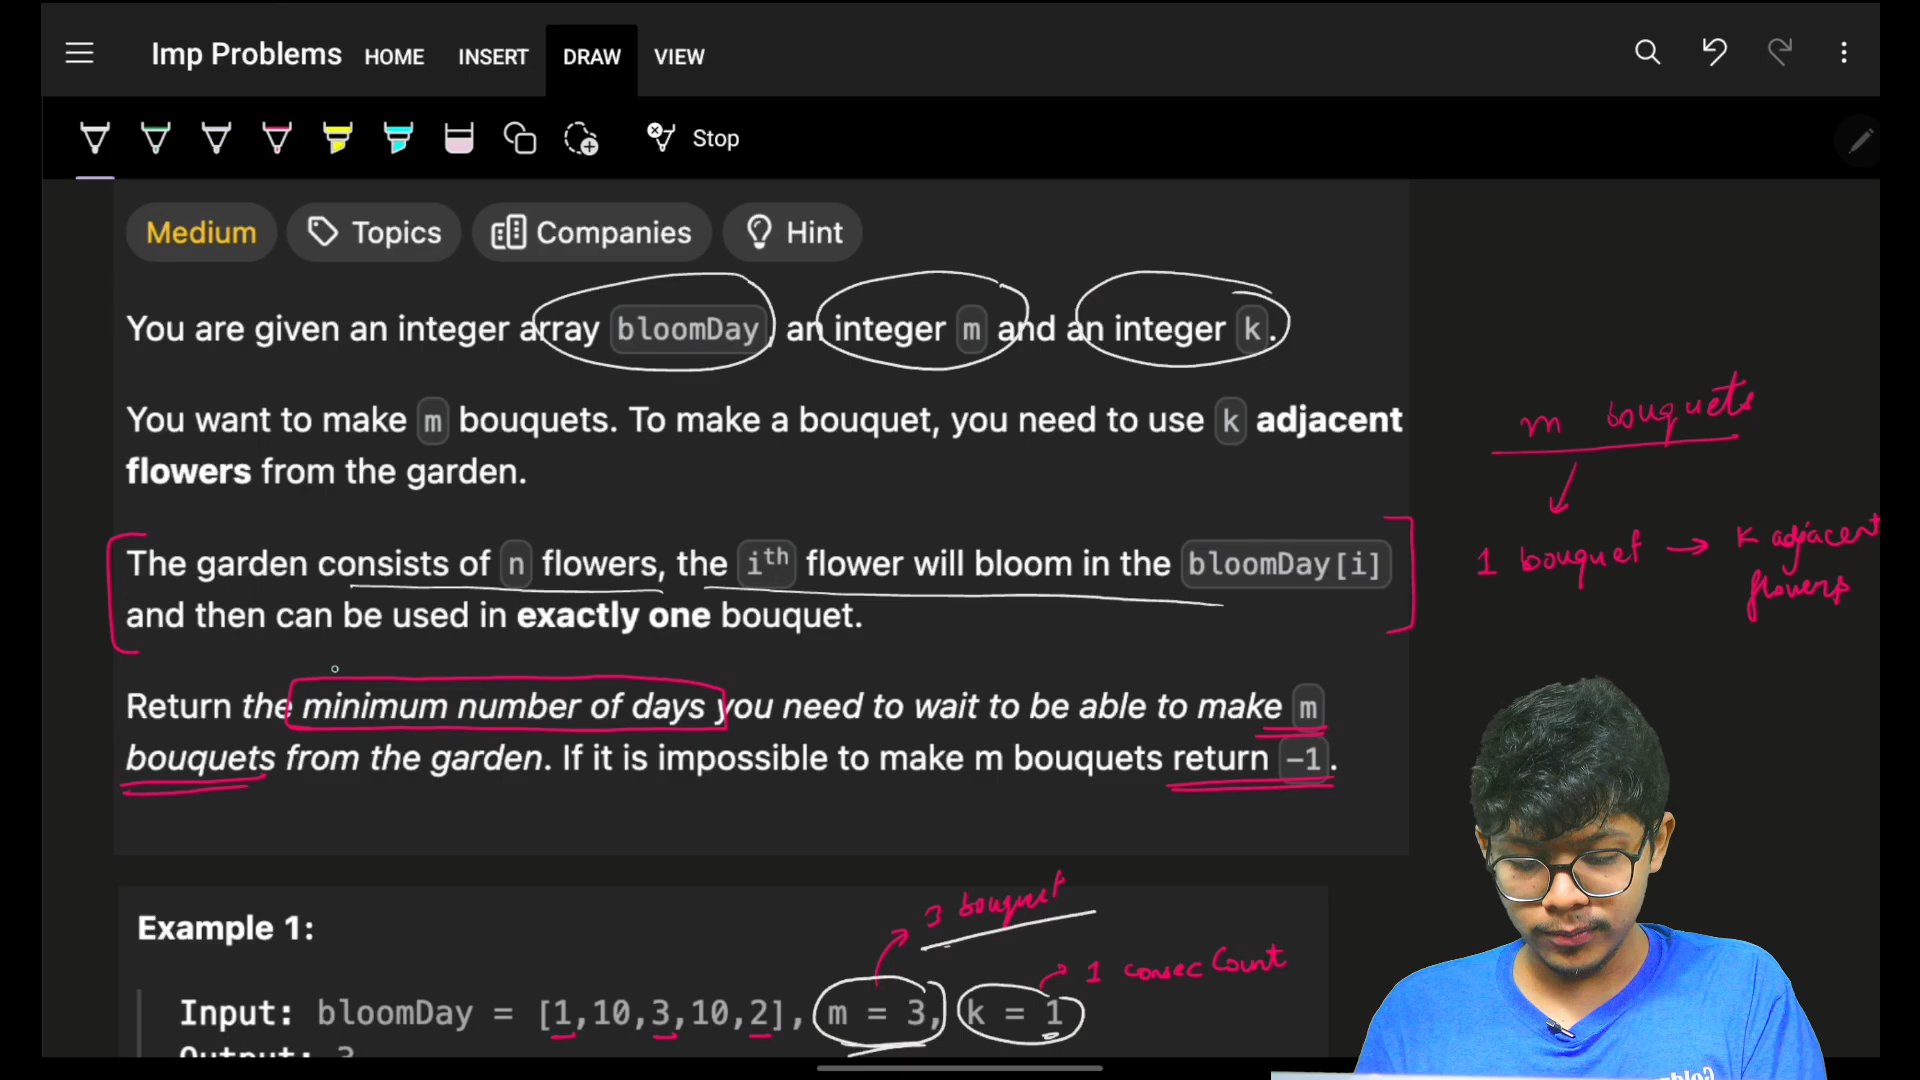 Imp Problems HOME INSERT DRAW VIEW
Stop
Medium Topics Companies Hint
You are given an integer array bloomDay, an integer m and an integer k.
You want to make m bouquets. To make a bouquet, you need to use k adjacent
flowers from the garden.
The garden consists of n flowers, the ith flower will bloom in the bloomDay[i]
and then can be used in exactly one bouquet.
Return the minimum number of days you need to wait to be able to make m
bouquets from the garden. If it is impossible to make m bouquets return -1.
m bouquets
1 bouquet → k adjacent
flowers
Example 1:
3 bouquet
1 consec Count
Input: bloomDay = [1,10,3,10,2], m = 3, k = 1